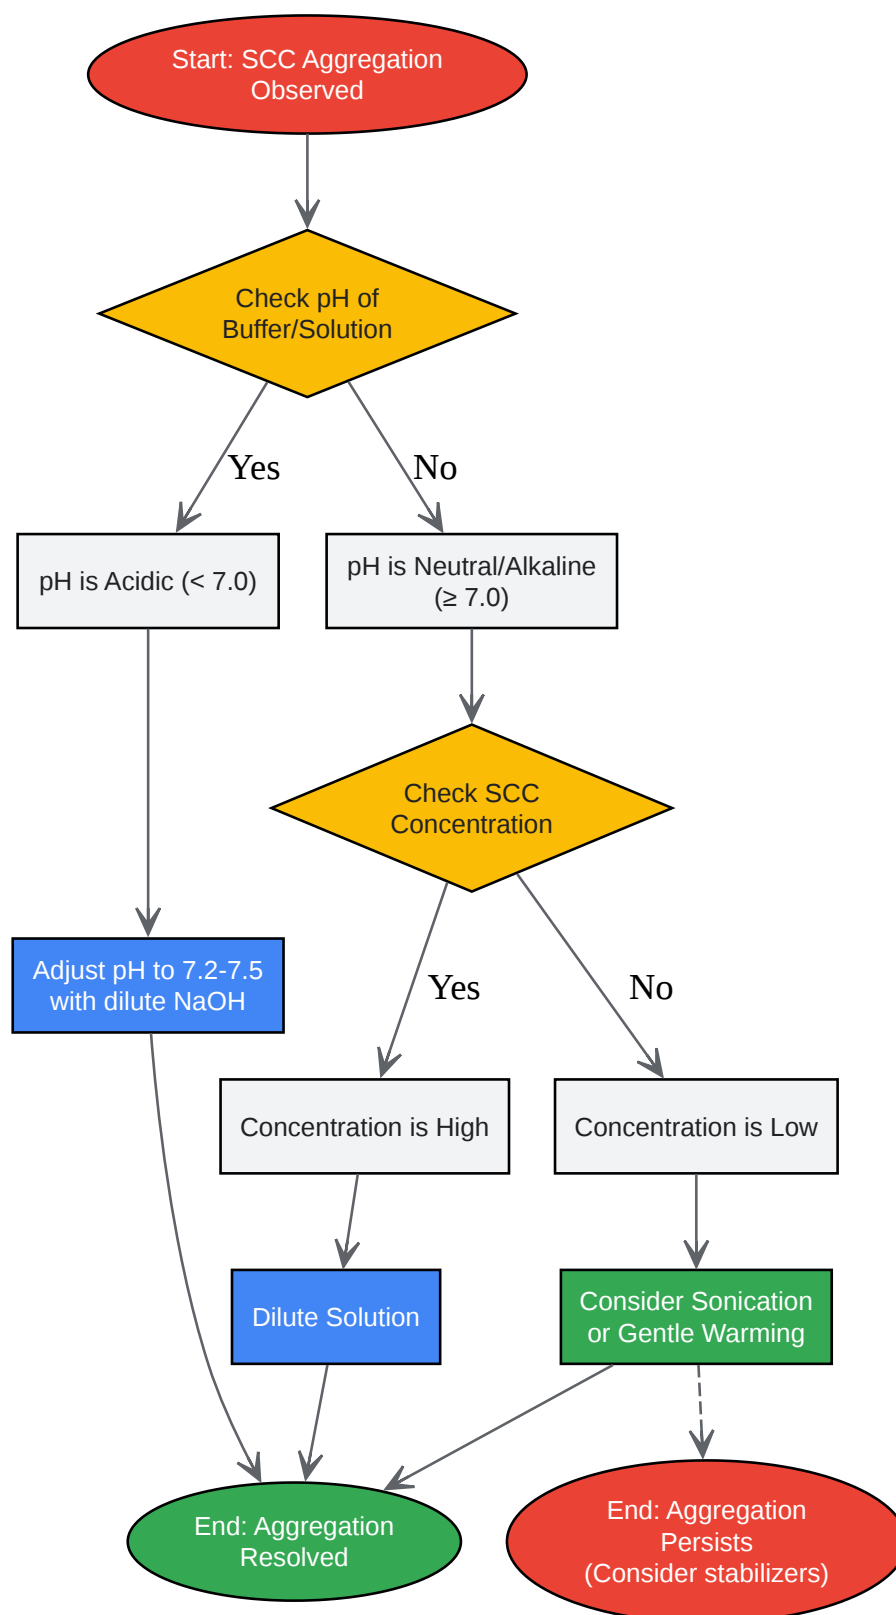 Start: SCC Aggregation
Observed
Check pH of
Buffer/Solution
Yes
No
pH is Acidic (< 7.0)
pH is Neutral/Alkaline
(≥ 7.0)
Check SCC
Concentration
Adjust pH to 7.2-7.5
with dilute NaOH
Yes
No
Concentration is High
Concentration is Low
Dilute Solution
Consider Sonication
or Gentle Warming
End: Aggregation
Resolved
End: Aggregation
Persists
(Consider stabilizers)